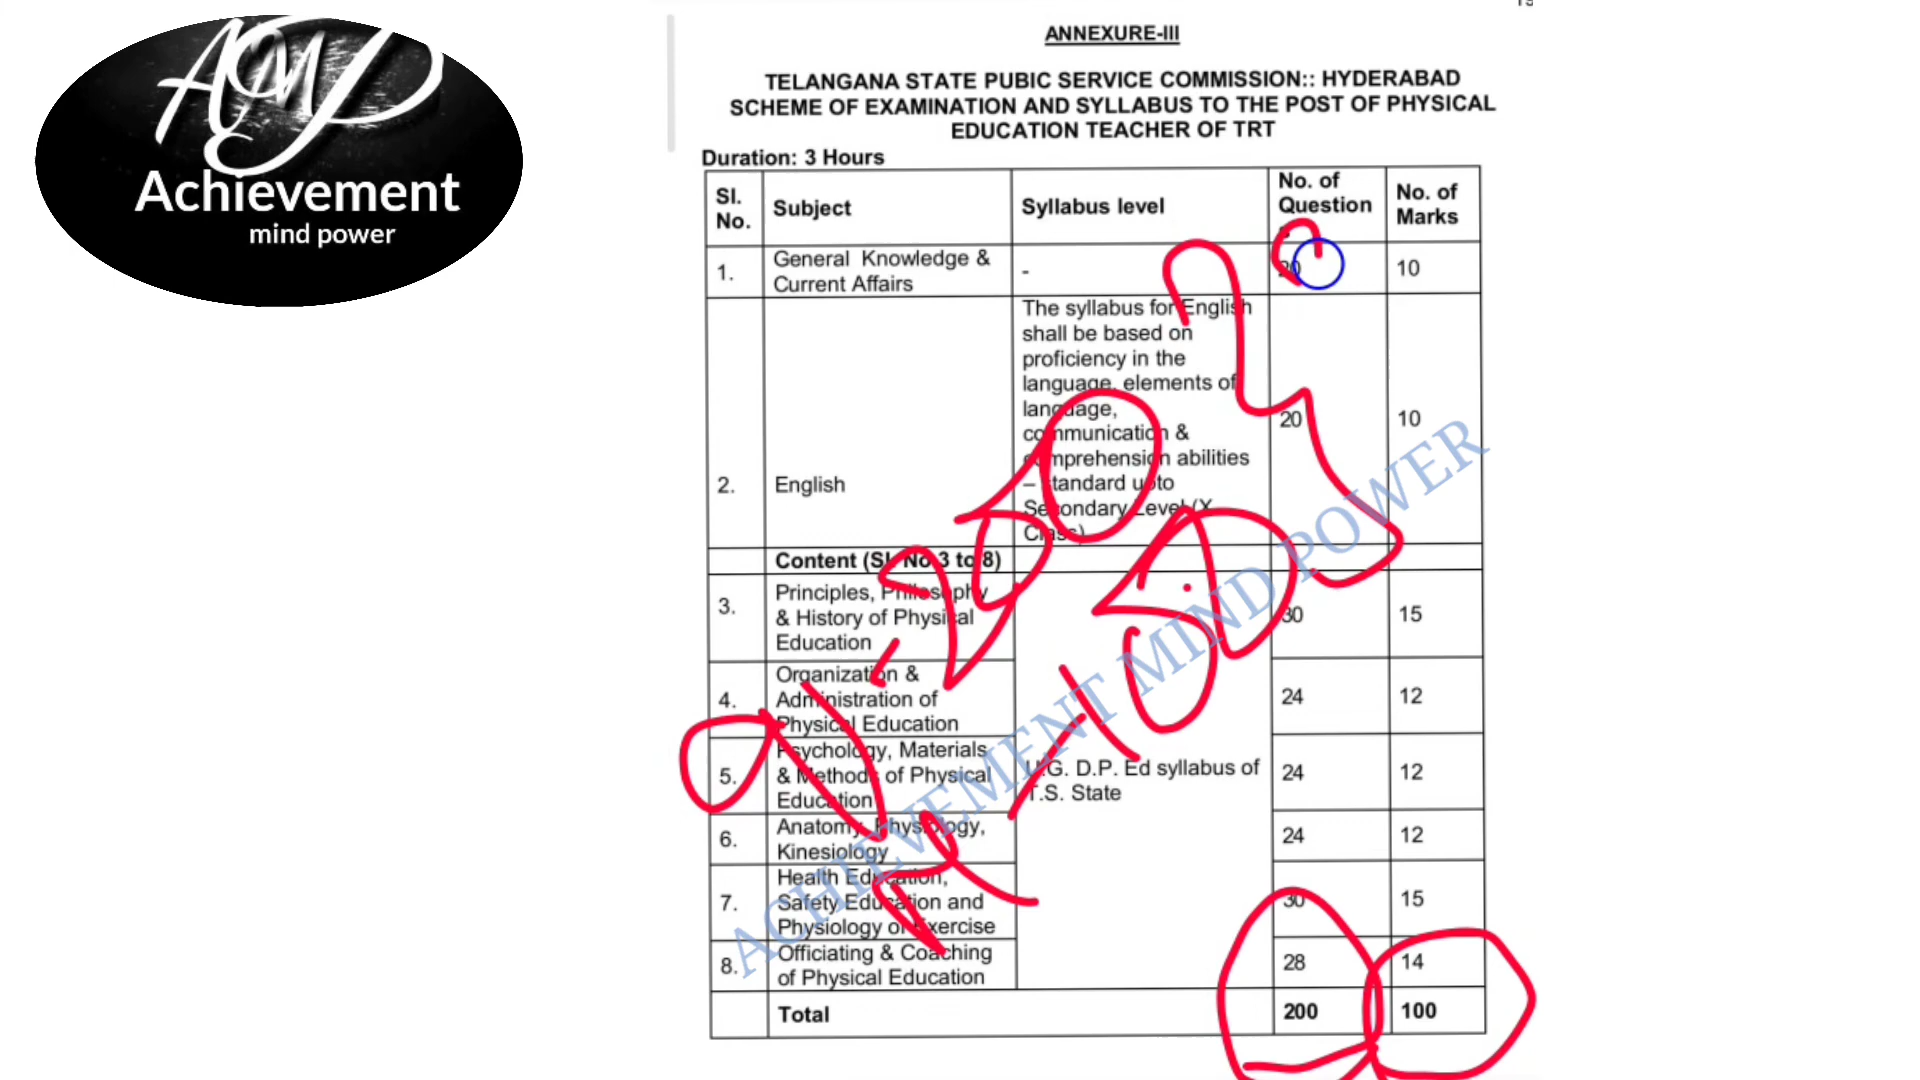 Achievement
mind power
ANNEXURE-III
TELANGANA STATE PUBIC SERVICE COMMISSION:: HYDERABAD
SCHEME OF EXAMINATION AND SYLLABUS TO THE POST OF PHYSICAL
EDUCATION TEACHER OF TRT
Duration: 3 Hours
Sl. No. Subject Syllabus level No. of Question s No. of Marks
1. General Knowledge & Current Affairs - 20 10
2. English
The syllabus for English
shall be based on
proficiency in the
language, elements of
language,
communication &
comprehension abilities
– standard upto
Secondary Level (X
Class)
20 10
Content (Sl. No 3 to 8)
3. Principles, Philosophy & History of Physical Education 30 15
4. Organization & Administration of Physical Education 24 12
5. Psychology, Materials & Methods of Physical Education 24 12
U.G. D.P. Ed syllabus of
T.S. State
6. Anatomy, Physiology, Kinesiology 24 12
7. Health Education, Safety Education and Physiology of Exercise 30 15
8. Officiating & Coaching of Physical Education 28 14
Total 200 100
ACHIEVEMENT MIND POWER